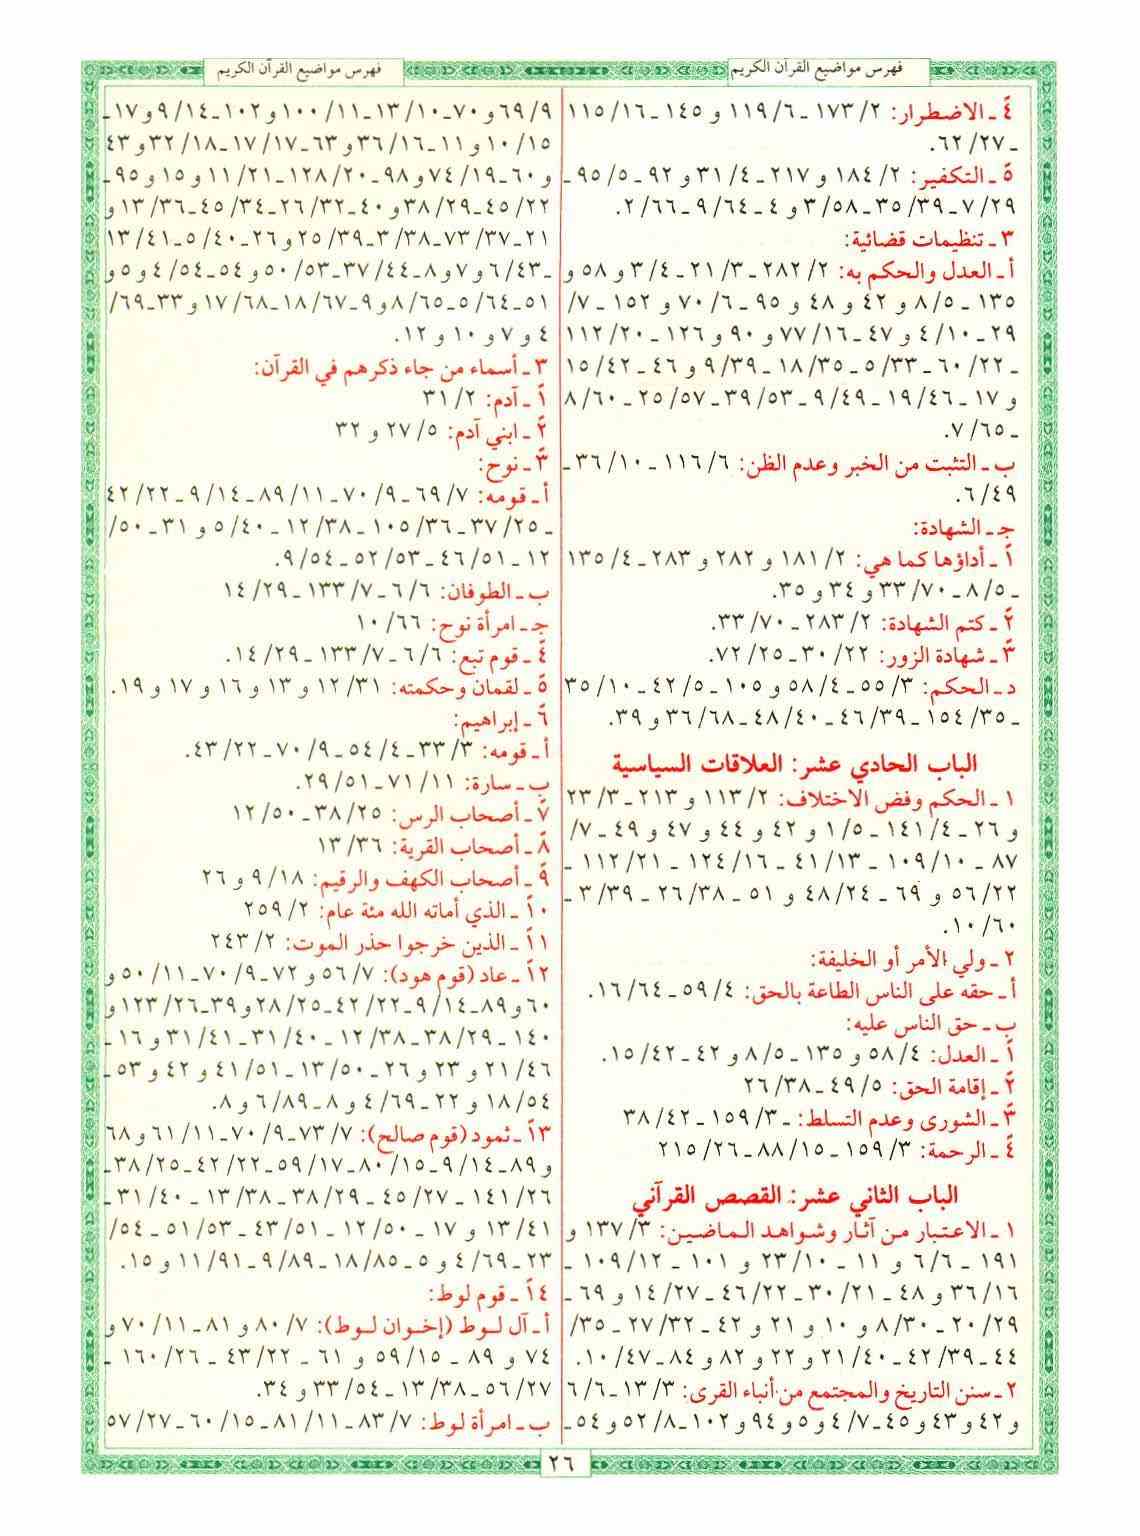 فهرس مواضيع القرآن الكريم
فهرس مواضيع القرآن الكريم
٤ً ـ الاضطرار: ٢/ ١٧٣ ـ ٦/ ١١٩ و ١٤٥ ـ ١٦/ ١١٥
ـ ٢٧/ ٦٢.
٥ً ـ التكفير: ٢/ ١٨٤ و ٢١٧ ـ ٤/ ٣١ و ٩٢ ـ ٥/ ٩٥ ـ
٧/٢٩ ـ ٣٩/ ٣٥ ـ ٥٨/ ٣ و ٤ ـ ٦٤/ ٩ ـ ٦٦/ ٢.
٣ ـ تنظيمات قضائية:
أ ـ العدل والحكم به: ٢/ ٢٨٢ ـ ٣/ ٢١ ـ ٤/ ٣ و ٥٨ و
١٣٥ ـ ٥/ ٨ و ٤٢ و ٤٨ و ٩٥ ـ ٦/ ٧٠ و ١٥٢ ـ ٧/
٢٩ ـ ١٠/ ٤ و ٤٧ ـ ١٦/ ٧٧ و ٩٠ و ١٢٦ ـ ٢٠/ ١١٢
ـ ٢٢/ ٦٠ ـ ٣٣/ ٥ ـ ٣٥/ ١٨ ـ ٣٩/ ٩ و ٤٦ ـ ٤٢/ ١٥
و ١٧ ـ ٤٦/ ١٩ ـ ٤٩/ ٩ ـ ٥٣/ ٣٩ ـ ٥٧/ ٢٥ ـ ٦٠/ ٨
ـ ٦٥/ ٧.
ب ـ التثبت من الخبر وعدم الظن: ٦/ ١١٦ ـ ١٠/ ٣٦ ـ
٤٩/ ٦.
جـ ـ الشهادة:
١ً ـ أداؤها كما هي: ٢/ ١٨١ و ٢٨٢ و ٢٨٣ ـ ٤/ ١٣٥
ـ ٥/ ٨ ـ ٧٠/ ٣٣ و ٣٤ و ٣٥.
٢ً ـ كتم الشهادة: ٢/ ٢٨٣ ـ ٧٠/ ٣٣.
٣ً ـ شهادة الزور: ٢٢/ ٣٠ ـ ٢٥/ ٧٢.
د ـ الحكم: ٣/ ٥٥ ـ ٤/ ٥٨ و ١٠٥ ـ ٥/ ٤٢ ـ ١٠/ ٣٥
ـ ٣٥/ ١٥٤ ـ ٣٩/ ٤٦ ـ ٤٠/ ٤٨ ـ ٦٨/ ٣٦ و ٣٩.
الباب الحادي عشر: العلاقات السياسية
١ ـ الحكم وفض الاختلاف: ٢/ ١١٣ و ٢١٣ ـ ٣/ ٢٣
و ٢٦ ـ ٤/ ١٤١ ـ ٥/ ١ و ٤٢ و ٤٤ و ٤٧ و ٤٩ ـ ٧/
٨٧ ـ ١٠/ ١٠٩ ـ ١٣/ ٤١ ـ ١٦/ ١٢٤ ـ ٢١/ ١١٢ ـ
٢٢/ ٥٦ و ٦٩ ـ ٢٤/ ٤٨ و ٥١ ـ ٣٨/ ٢٦ ـ ٣٩/ ٣ ـ
٦٠/ ١٠.
٢ ـ ولي الأمر أو الخليفة:
أ ـ حقه على الناس الطاعة بالحق: ٤/ ٥٩ ـ ٦٤/ ١٦.
ب ـ حق الناس عليه:
١ً ـ العدل: ٤/ ٥٨ و ١٣٥ ـ ٥/ ٨ و ٤٢ ـ ٤٢/ ١٥.
٢ً ـ إقامة الحق: ٥/ ٤٩ ـ ٣٨/ ٢٦
٣ً ـ الشورى وعدم التسلط: ـ ٣/ ١٥٩ ـ ٤٢/ ٣٨
٤ً ـ الرحمة: ٣/ ١٥٩ ـ ١٥/ ٨٨ ـ ٢٦/ ٢١٥
الباب الثاني عشر: القصص القرآني
١ ـ الاعتبار من آثار وشواهد الماضين: ٣/ ١٣٧ و
١٩١ ـ ٦/ ٦ و ١١ ـ ١٠/ ٢٣ و ١٠١ ـ ١٢/ ١٠٩ ـ
١٦/ ٣٦ و ٤٨ ـ ٢١/ ٣٠ ـ ٢٢/ ٤٦ ـ ٢٧/ ١٤ و ٦٩ ـ
٢٩/ ٢٠ ـ ٣٠/ ٨ و ١٠ و ٢١ و ٤٢ ـ ٣٢/ ٢٧ ـ ٣٥/
٤٤ ـ ٣٩/ ٤٢ ـ ٤٠/ ٢١ و ٢٢ و ٨٢ و ٨٤ ـ ٤٧/ ١٠.
٢ ـ سنن التاريخ والمجتمع من أنباء القرى: ٣/ ١٣ ـ ٦/ ٦
و ٤٢ و ٤٣ و ٤٥ ـ ٧/ ٤ و ٥ و ٩٤ و ١٠٢ ـ ٨/ ٥٢ و ٥٤ ـ
٩/ ٦٩ و ٧٠ ـ ١٠/ ١٣ ـ ١١/ ١٠٠ و ١٠٢ ـ ١٤/ ٩ و ١٧ ـ
١٥/ ١٠ و ١١ ـ ١٦/ ٣٦ و ٦٣ ـ ١٧/ ١٧ ـ ١٨/ ٣٢ و ٤٣
و ٦٠ ـ ١٩/ ٧٤ و ٩٨ ـ ٢٠/ ١٢٨ ـ ٢١/ ١١ و ١٥ و ٩٥ ـ
٢٢/ ٤٥ ـ ٢٩/ ٣٨ و ٤٠ ـ ٣٢/ ٢٦ ـ ٣٤/ ٤٥ ـ ٣٦/ ١٣ و
٢١ ـ ٣٧/ ٧٣ ـ ٣٨/ ٣ ـ ٣٩/ ٢٥ و ٢٦ ـ ٤٠/ ٥ ـ ٤١/ ١٣
ـ ٤٣/ ٦ و ٧ و ٨ ـ ٤٤/ ٣٧ ـ ٥٣/ ٥٠ و ٥٤ ـ ٥٤/ ٤ و ٥ و
٥١ ـ ٦٤/ ٥ ـ ٦٥/ ٨ و ٩ ـ ٦٧/ ١٨ ـ ٦٨/ ١٧ و ٣٣ ـ ٦٩/
٤ و ٧ و ١٠ و ١٢.
٣ ـ أسماء من جاء ذكرهم في القرآن:
١ً ـ آدم: ٢/ ٣١
٢ً ـ ابني آدم: ٥/ ٢٧ و ٣٢
٣ً ـ نوح:
أ ـ قومه: ٧/ ٦٩ ـ ٩/ ٧٠ ـ ١١/ ٨٩ ـ ١٤/ ٩ ـ ٢٢/ ٤٢
ـ ٢٥/ ٣٧ ـ ٣٦/ ١٠٥ ـ ٣٨/ ١٢ ـ ٤٠/ ٥ و ٣١ ـ ٥٠/
١٢ ـ ٥١/ ٤٦ ـ ٥٣/ ٥٢ ـ ٥٤/ ٩.
ب ـ الطوفان: ٦/ ٦ ـ ٧/ ١٣٣ ـ ٢٩/ ١٤
جـ ـ امرأة نوح: ٦٦/ ١٠
٤ً ـ قوم تبع: ٦/ ٦ ـ ٧/ ١٣٣ ـ ٢٩/ ١٤.
٥ً ـ لقمان وحكمته: ٣١/ ١٢ و ١٣ و ١٦ و ١٧ و ١٩.
٦ً ـ إبراهيم:
أ ـ قومه: ٣/ ٣٣ ـ ٤/ ٥٤ ـ ٩/ ٧٠ ـ ٢٢/ ٤٣.
ب ـ سارة: ١١/ ٧١ ـ ٥١/ ٢٩.
٧ً ـ أصحاب الرس: ٢٥/ ٣٨ ـ ٥٠/ ١٢
٨ً ـ أصحاب القرية: ٣٦/ ١٣
٩ً ـ أصحاب الكهف والرقيم: ١٨/ ٩ و ٢٦
١٠ً ـ الذي أماته الله مئة عام: ٢/ ٢٥٩
١١ً ـ الذين خرجوا حذر الموت: ٢/ ٢٤٣
١٢ً ـ عاد (قوم هود): ٧/ ٥٦ و ٧٢ ـ ٩/ ٧٠ ـ ١١/ ٥٠ و
٦٠ و ٨٩ ـ ١٤/ ٩ ـ ٢٢/ ٤٢ ـ ٢٥/ ٢٨ و ٣٩ ـ ٢٦/ ١٢٣ و
١٤٠ ـ ٢٩/ ٣٨ ـ ٣٨/ ١٢ ـ ٤٠/ ٣١ ـ ٤١/ ٣١ و ١٦ ـ
٤٦/ ٢١ و ٢٣ و ٢٦ ـ ٥٠/ ١٣ ـ ٥١/ ٤١ و ٤٢ و ٥٣ ـ
٥٤/ ١٨ و ٢٢ ـ ٦٩/ ٤ و ٨ ـ ٨٩/ ٦ و ٨.
١٣ً ـ ثمود (قوم صالح): ٧/ ٧٣ ـ ٩/ ٧٠ ـ ١١/ ٦١ و ٦٨
و ٨٩ ـ ١٤/ ٩ ـ ١٥/ ٨٠ ـ ١٧/ ٥٩ ـ ٢٢/ ٤٢ ـ ٢٥/ ٣٨ ـ
٢٦/ ١٤١ ـ ٢٧/ ٤٥ ـ ٢٩/ ٣٨ ـ ٣٨/ ١٣ ـ ٤٠/ ٣١ ـ
٤١/ ١٣ و ١٧ ـ ٥٠/ ١٢ ـ ٥١/ ٤٣ ـ ٥٣/ ٥١ ـ ٥٤/
٢٣ ـ ٦٩/ ٤ و ٥ ـ ٨٥/ ١٨ ـ ٨٩/ ٩ ـ ٩١/ ١١ و ١٥.
١٤ً ـ قوم لوط:
أ ـ آل لوط (إخوان لوط): ٧/ ٨٠ و ٨١ ـ ١١/ ٧٠ و
٧٤ و ٨٩ ـ ١٥/ ٥٩ و ٦١ ـ ٢٢/ ٤٣ ـ ٢٦/ ١٦٠ ـ
٢٧/ ٥٦ ـ ٣٨/ ١٣ ـ ٥٤/ ٣٣ و ٣٤.
ب ـ امرأة لوط: ٧/ ٨٣ ـ ١١/ ٨١ ـ ١٥/ ٦٠ ـ ٢٧/ ٥٧
٢٦